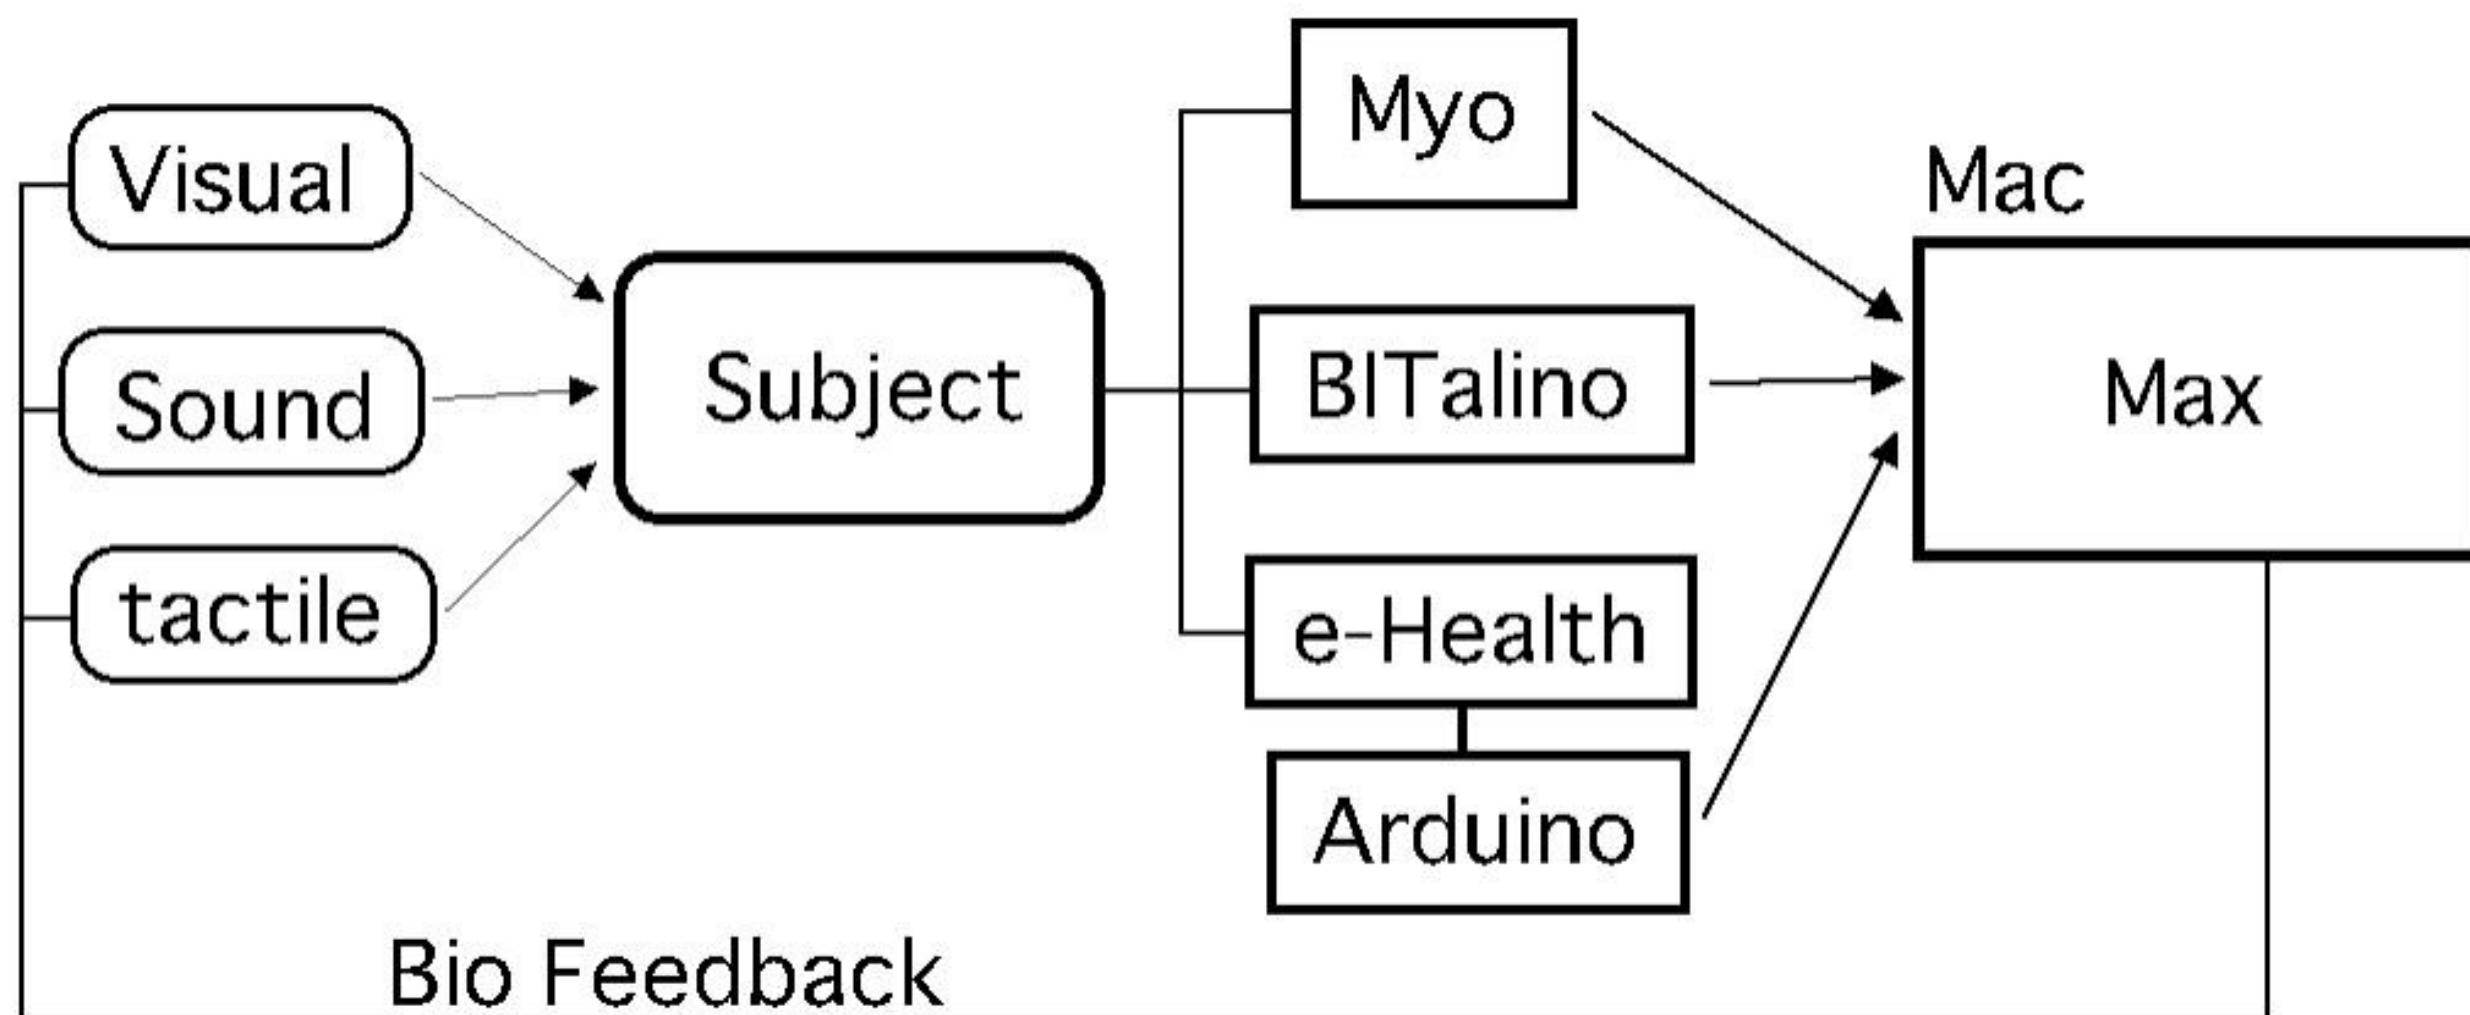 Visual
Sound
tactile
Subject
Myo
BITalino
e-Health
Arduino
Mac
Max
Bio Feedback